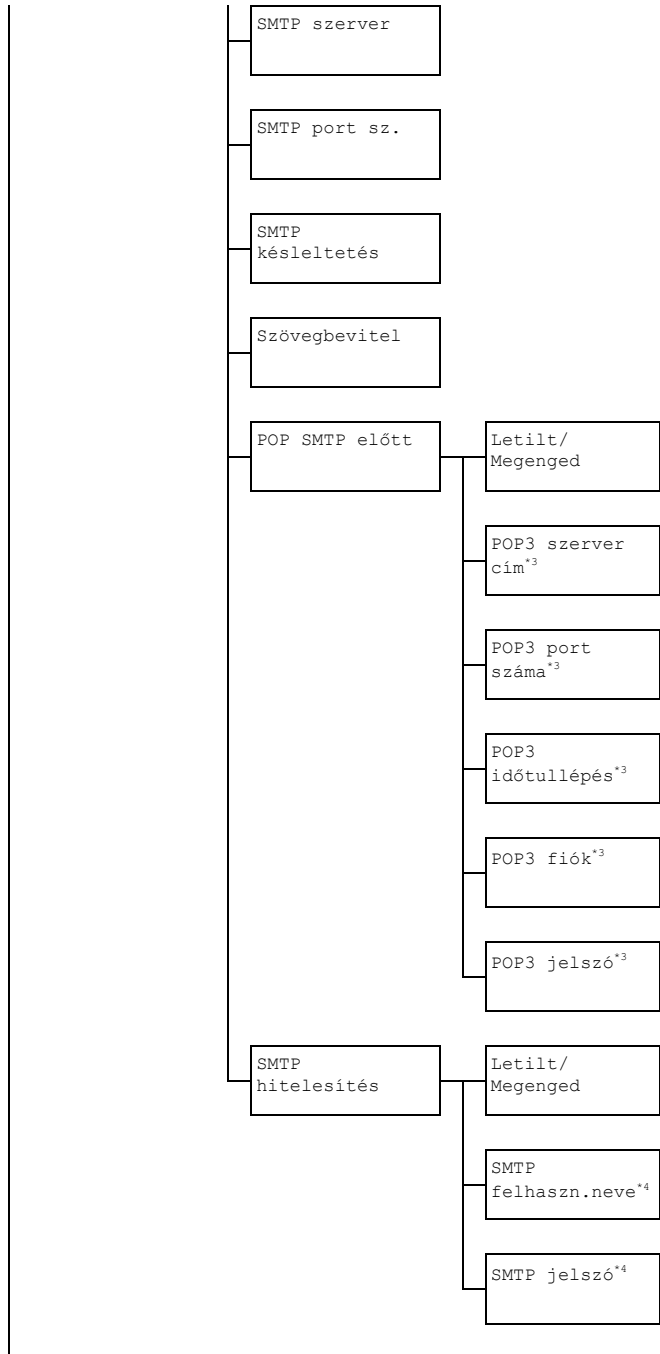 SMTP szerver
SMTP port sz.
SMTP
késleltetés
Szövegbevitel
POP SMTP előtt
Letilt/
Megenged
POP3 szerver
cím*3
POP3 port
száma*3
POP3
időtullépés*3
POP3 fiók*3
POP3 jelszó*3
SMTP
hitelesítés
Letilt/
Megenged
SMTP
felhaszn.neve*4
SMTP jelszó*4